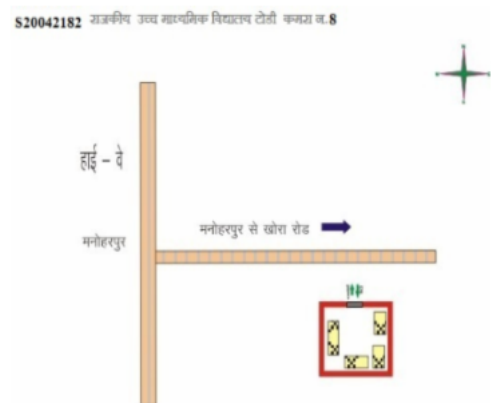 S20042182 राजकीय उच्च माध्यमिक विद्यालय टोडी कमरा न. 8
हाई – वे
मनोहरपुर से खोरा रोड
मनोहरपुर